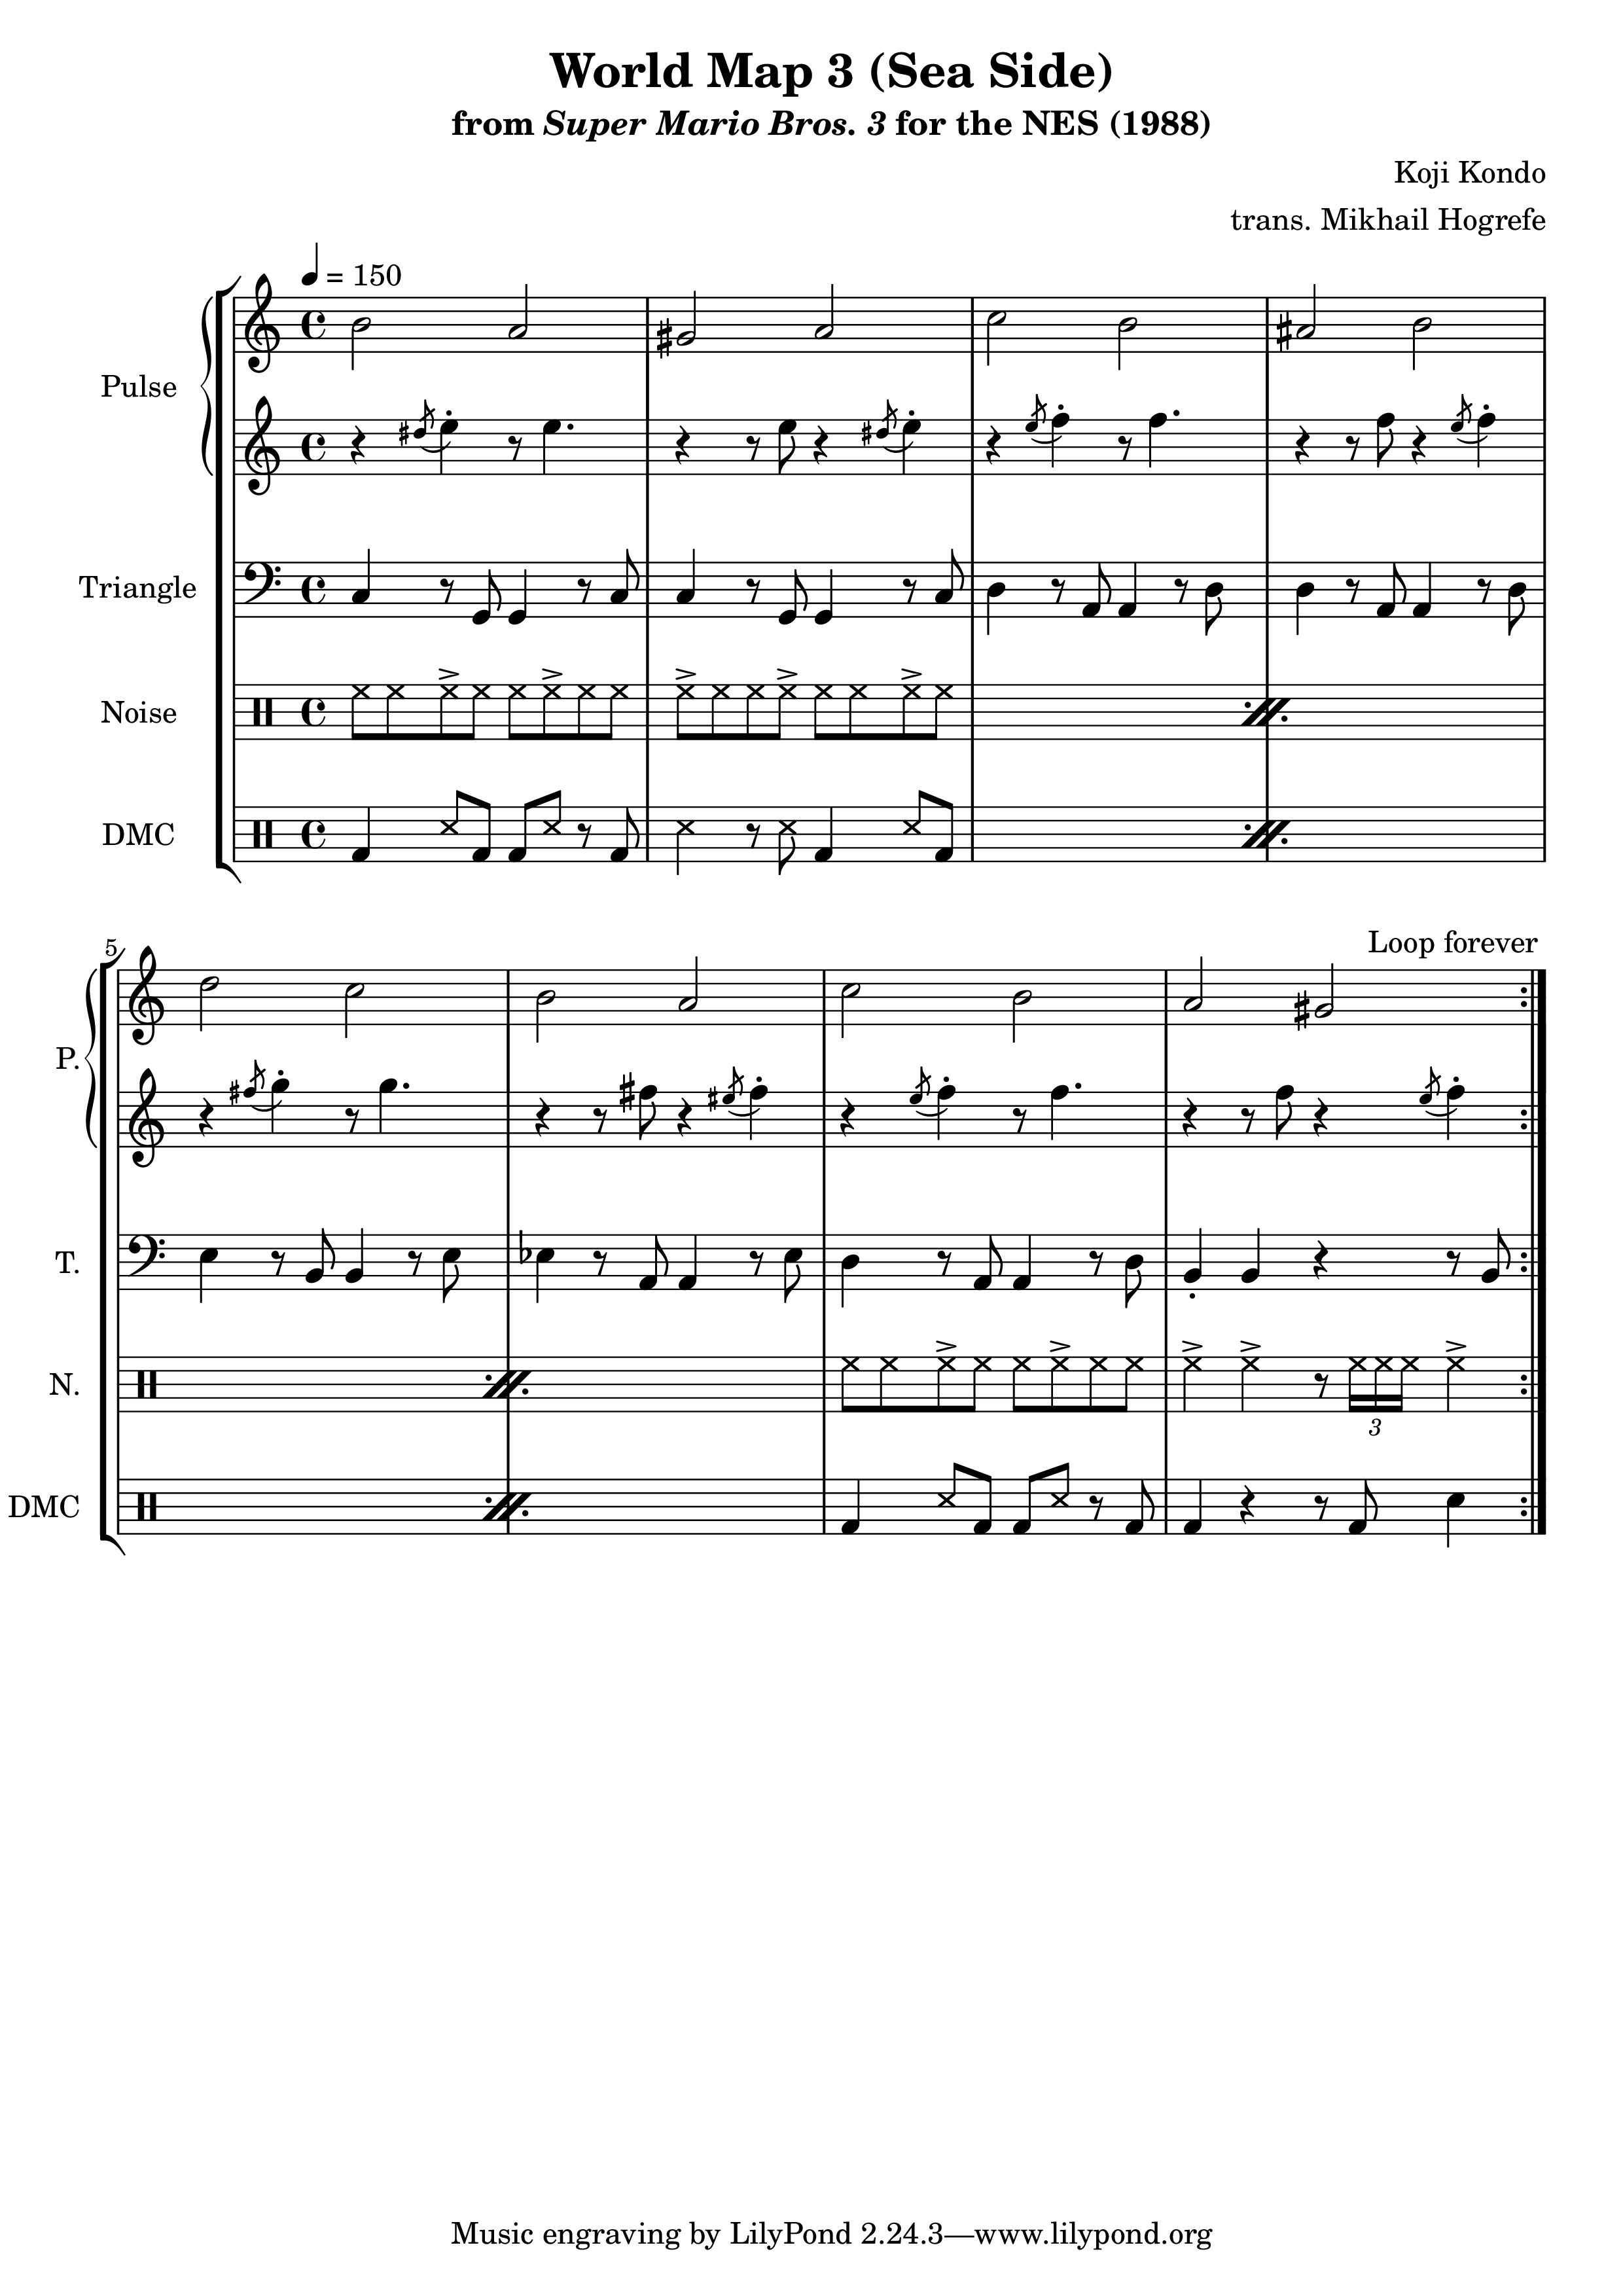 World Map 3 (Sea Side)
from Super Mario Bros. 3 for the NES (1988)
Koji Kondo
trans. Mikhail Hogrefe
= 150
Pulse
Triangle
Noise
DMC
5
Loop forever
P.
T.
N.
3
DMC
Music engraving by LilyPond 2.24.3—www.lilypond.org